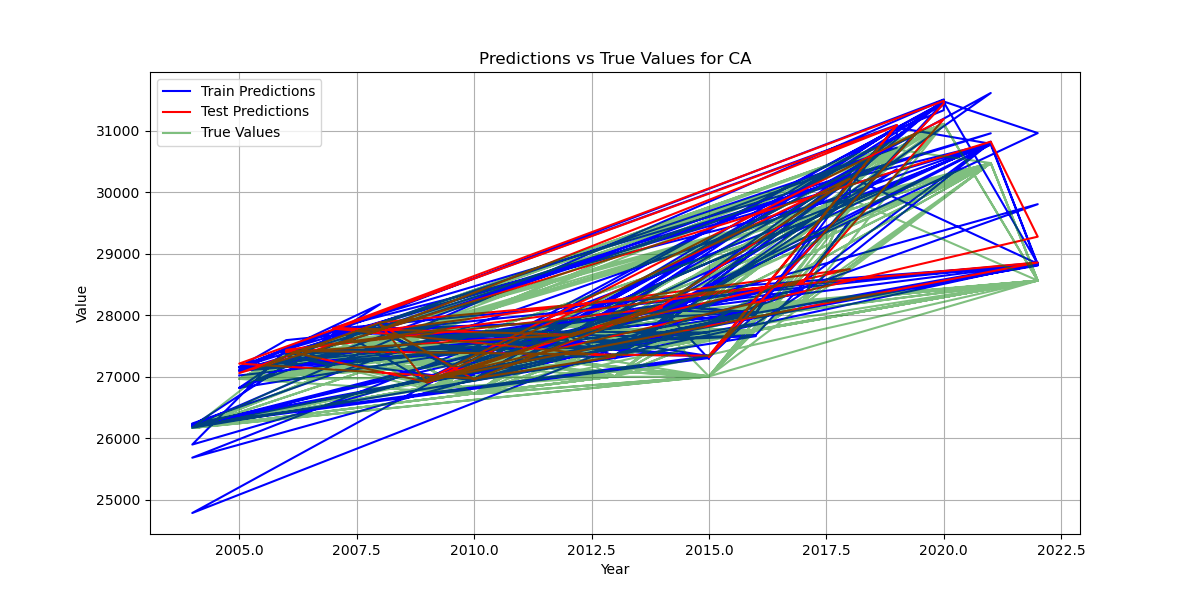 Predictions vs True Values for CA
Train Predictions
Test Predictions
True Values
31000
30000
29000
28000
27000
26000
25000
Value
2005.0 2007.5 2010.0 2012.5 2015.0 2017.5 2020.0 2022.5
Year